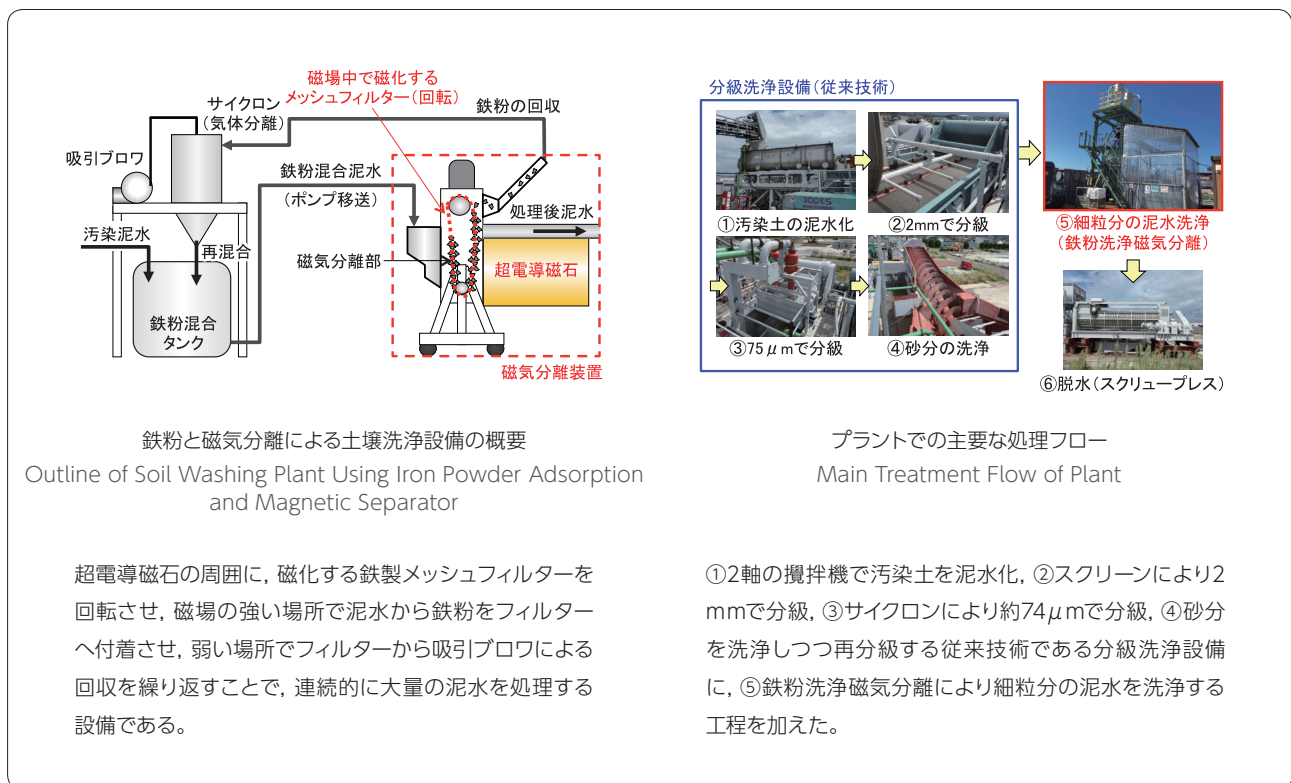 磁場中で磁化する
メッシュフィルター(回転)
サイクロン
(気体分離)
鉄粉の回収
吸引ブロワ
鉄粉混合泥水
(ポンプ移送)
処理後泥水
汚染泥水
再混合
磁気分離部
超電導磁石
鉄粉混合
タンク
磁気分離装置
鉄粉と磁気分離による土壌洗浄設備の概要
Outline of Soil Washing Plant Using Iron Powder Adsorption
and Magnetic Separator
超電導磁石の周囲に, 磁化する鉄製メッシュフィルターを
回転させ, 磁場の強い場所で泥水から鉄粉をフィルター
へ付着させ, 弱い場所でフィルターから吸引ブロワによる
回収を繰り返すことで, 連続的に大量の泥水を処理する
設備である。
分級洗浄設備(従来技術)
①汚染土の泥水化
②2mmで分級
③75μmで分級
④砂分の洗浄
⑤細粒分の泥水洗浄
(鉄粉洗浄磁気分離)
⑥脱水(スクリュープレス)
プラントでの主要な処理フロー
Main Treatment Flow of Plant
①2軸の攪拌機で汚染土を泥水化, ②スクリーンにより2
mmで分級, ③サイクロンにより約74μmで分級, ④砂分
を洗浄しつつ再分級する従来技術である分級洗浄設備
に, ⑤鉄粉洗浄磁気分離により細粒分の泥水を洗浄する
工程を加えた。